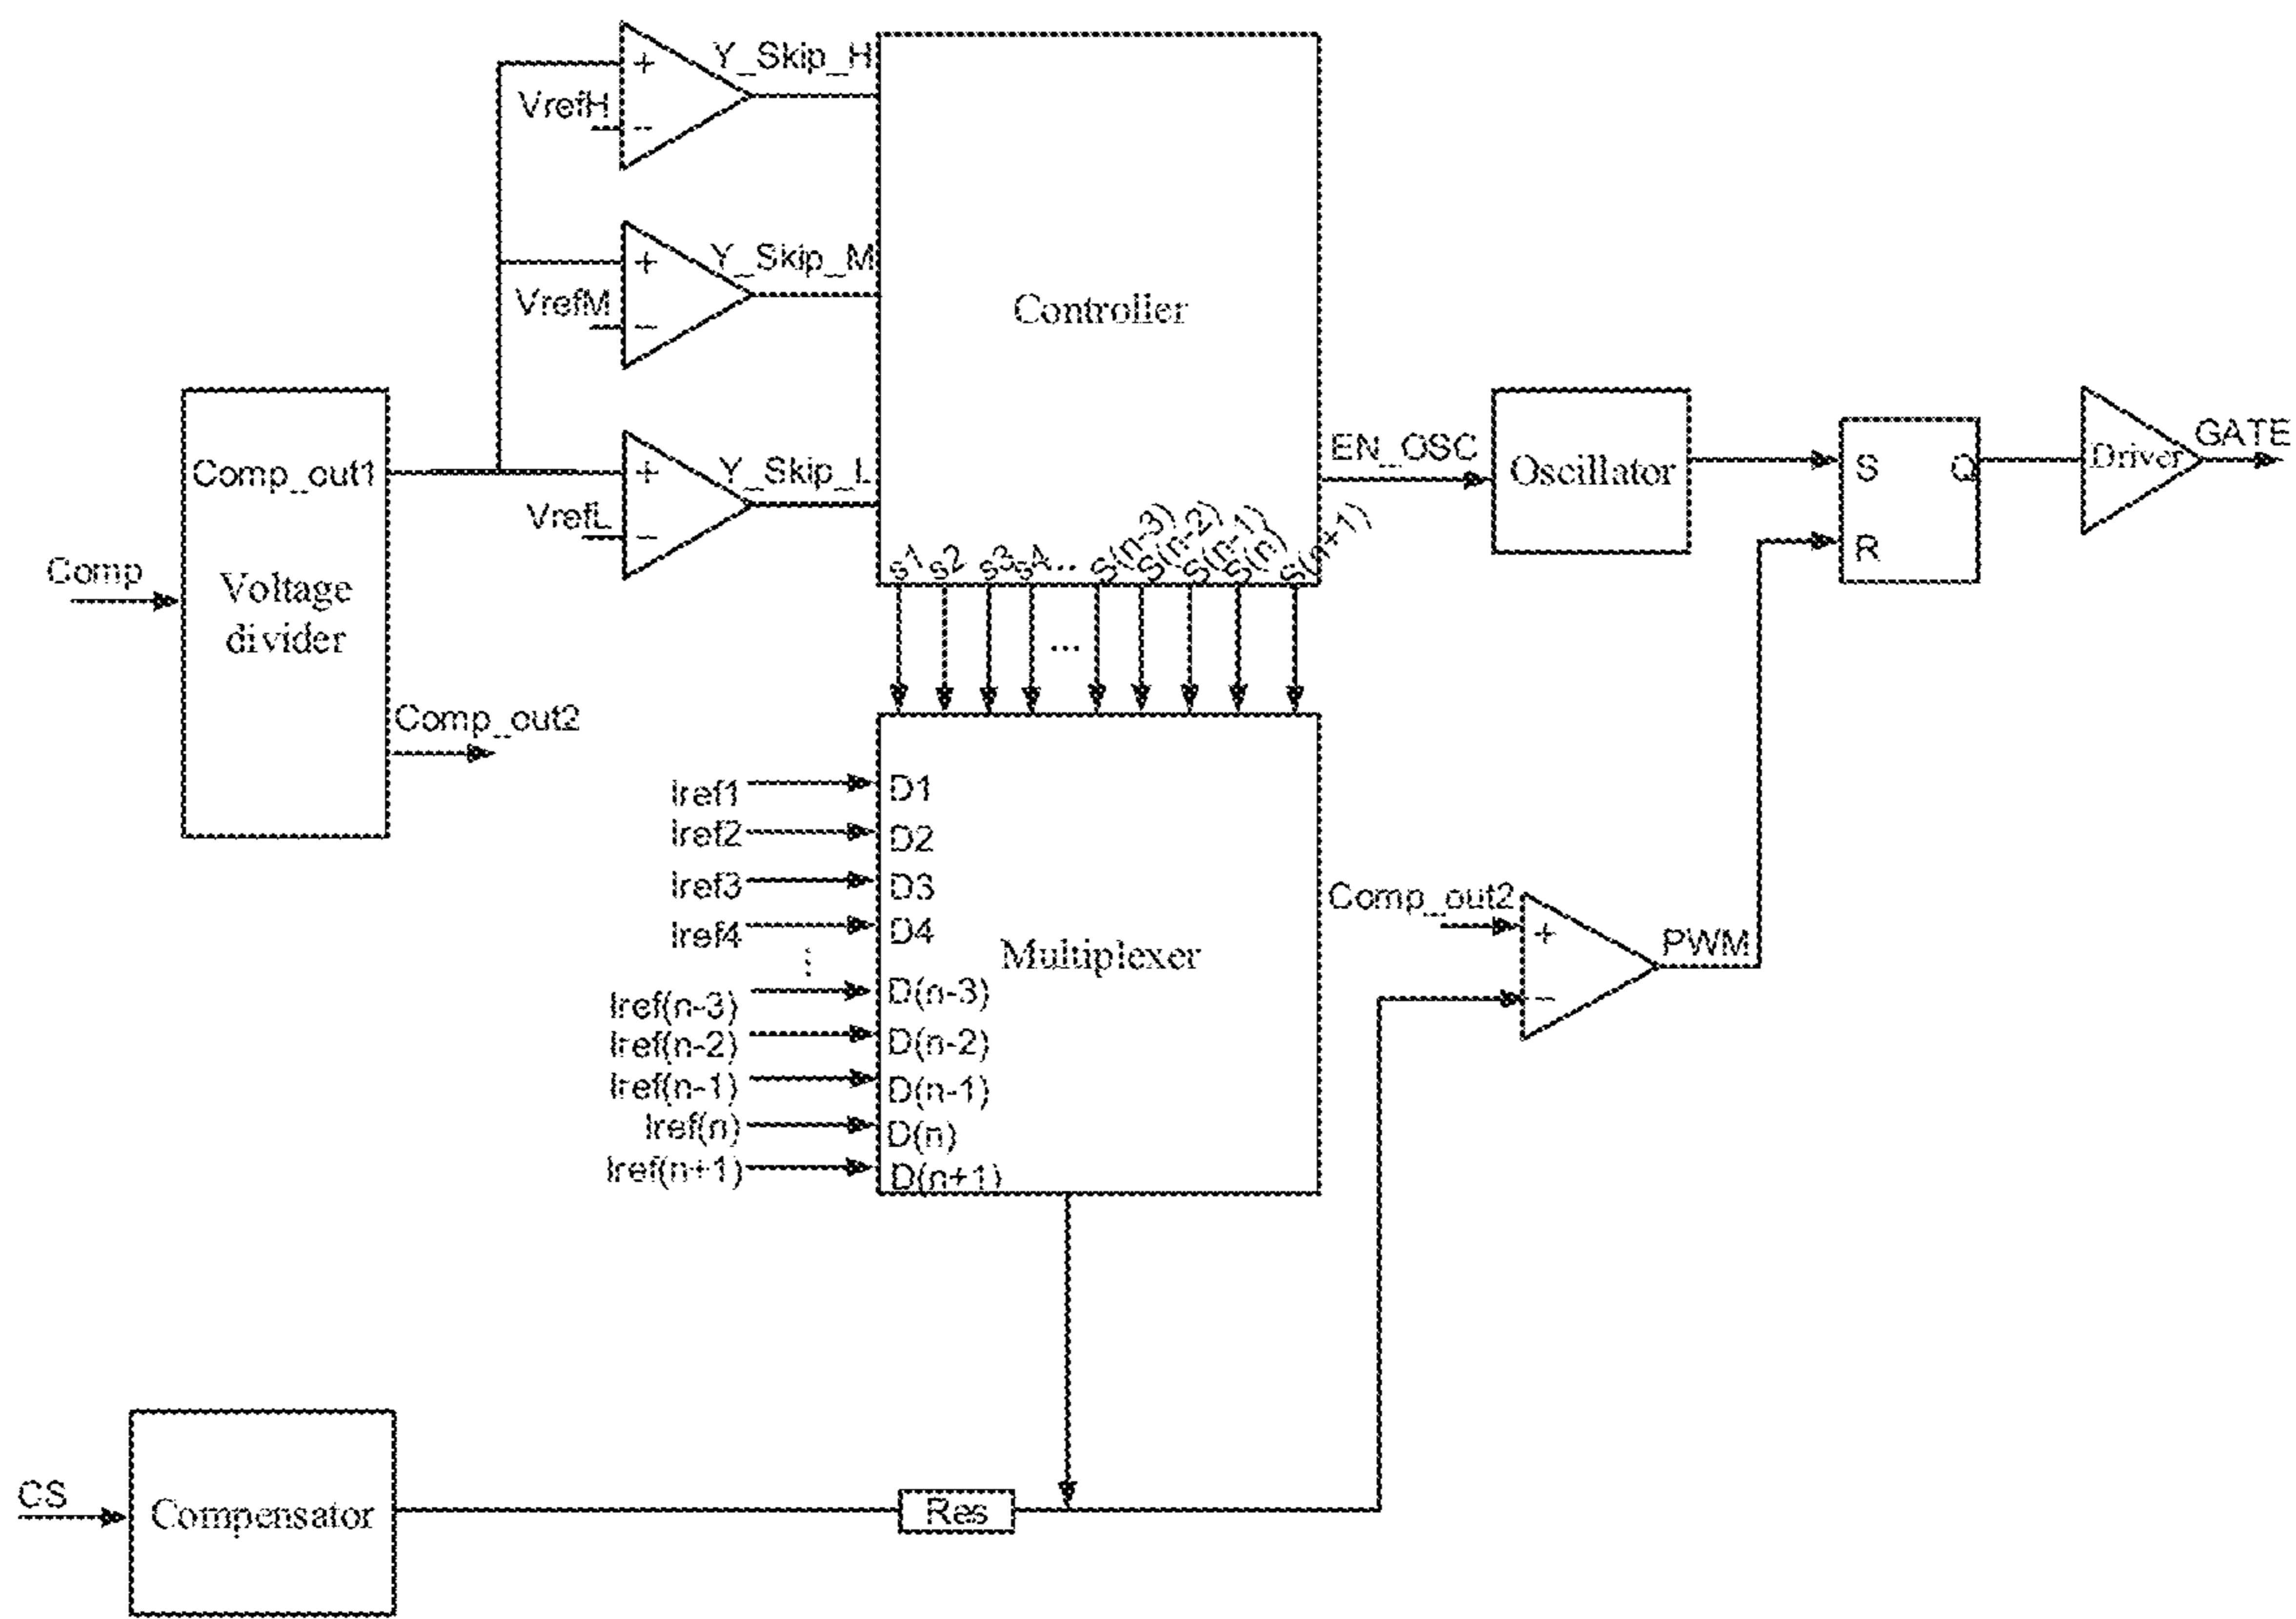 Y_Skip_H
+
VrefH
−
Y_Skip_M
+
VrefM
−
Controller
Comp_out1
Y_Skip_L
+
VrefL
−
EN_OSC
Oscillator
S
Q
R
Driver
GATE
Comp
Voltage
divider
Comp_out2
s1 s2 s3 s4... S(n-3) S(n-2) S(n-1) S(n) S(n+1)
...
Iref1 D1
Iref2 D2
Iref3 D3
Iref4 D4
...
Iref(n-3) D(n-3)
Iref(n-2) D(n-2)
Iref(n-1) D(n-1)
Iref(n) D(n)
Iref(n+1) D(n+1)
Multiplexer
Comp_out2
+
−
PWM
CS
Compensator
Res